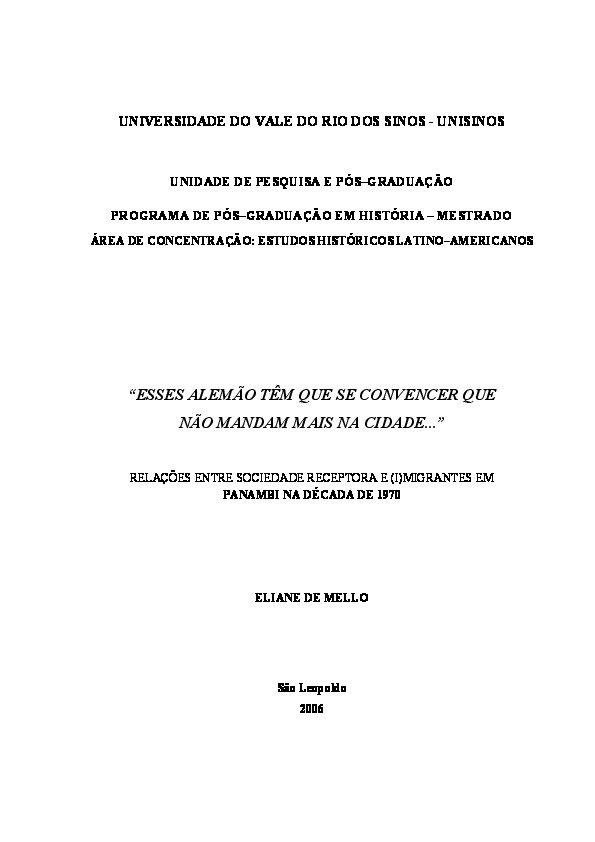 UNIVERSIDADE DO VALE DO RIO DOS SINOS - UNISINOS
UNIDADE DE PESQUISA E PÓS–GRADUAÇÃO
PROGRAMA DE PÓS–GRADUAÇÃO EM HISTÓRIA – MESTRADO
ÁREA DE CONCENTRAÇÃO: ESTUDOS HISTÓRICOS LATINO–AMERICANOS
“ESSES ALEMÃO TÊM QUE SE CONVENCER QUE
NÃO MANDAM MAIS NA CIDADE...”
RELAÇÕES ENTRE SOCIEDADE RECEPTORA E (I)MIGRANTES EM
PANAMBI NA DÉCADA DE 1970
ELIANE DE MELLO
São Leopoldo
2006